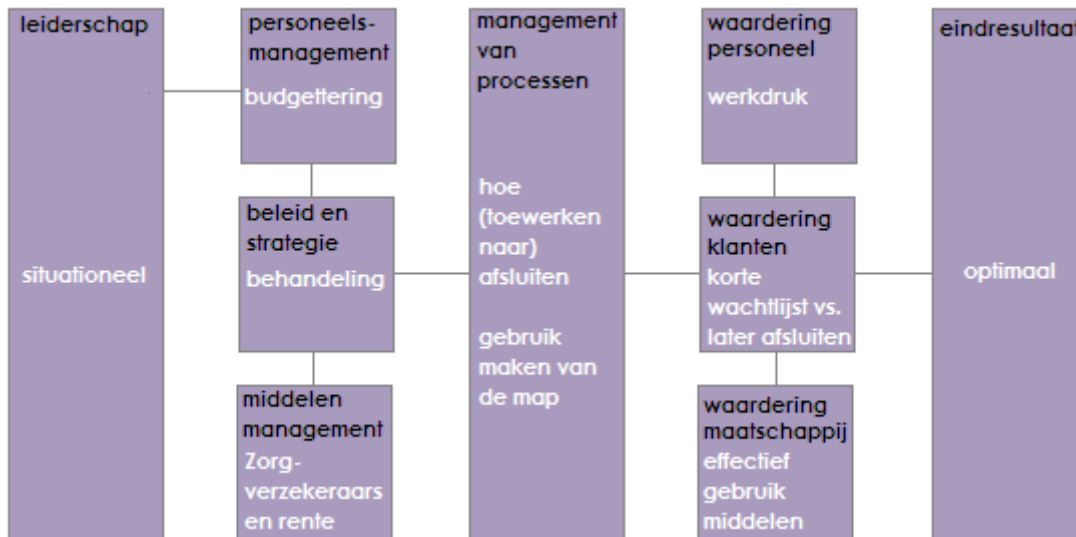 leiderschap
situationeel
personeels-
management
budgettering
beleid en
strategie
behandeling
middelen
management
Zorg-
verzekeraars
en rente
management
van
processen
hoe
(toewerken
naar)
afsluiten
gebruik
maken van
de map
waardering
personeel
werkdruk
waardering
klanten
korte
wachtlijst vs.
later afsluiten
waardering
maatschappij
effectief
gebruik
middelen
eindresultaat
optimaal